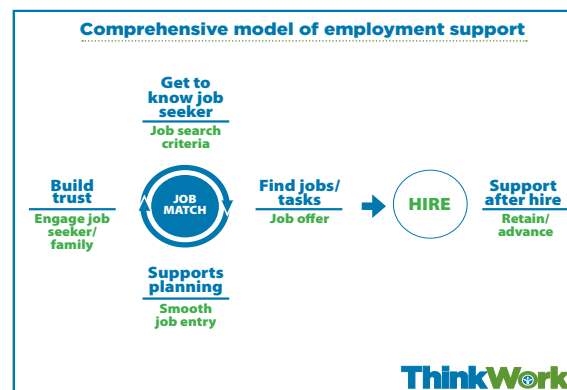 Comprehensive model of employment support
Get to
know job
seeker
Job search
criteria
Build
trust
Engage job
seeker/
family
JOB
MATCH
Find jobs/
tasks
Job offer
HIRE
Support
after hire
Retain/
advance
Supports
planning
Smooth
job entry
ThinkWork